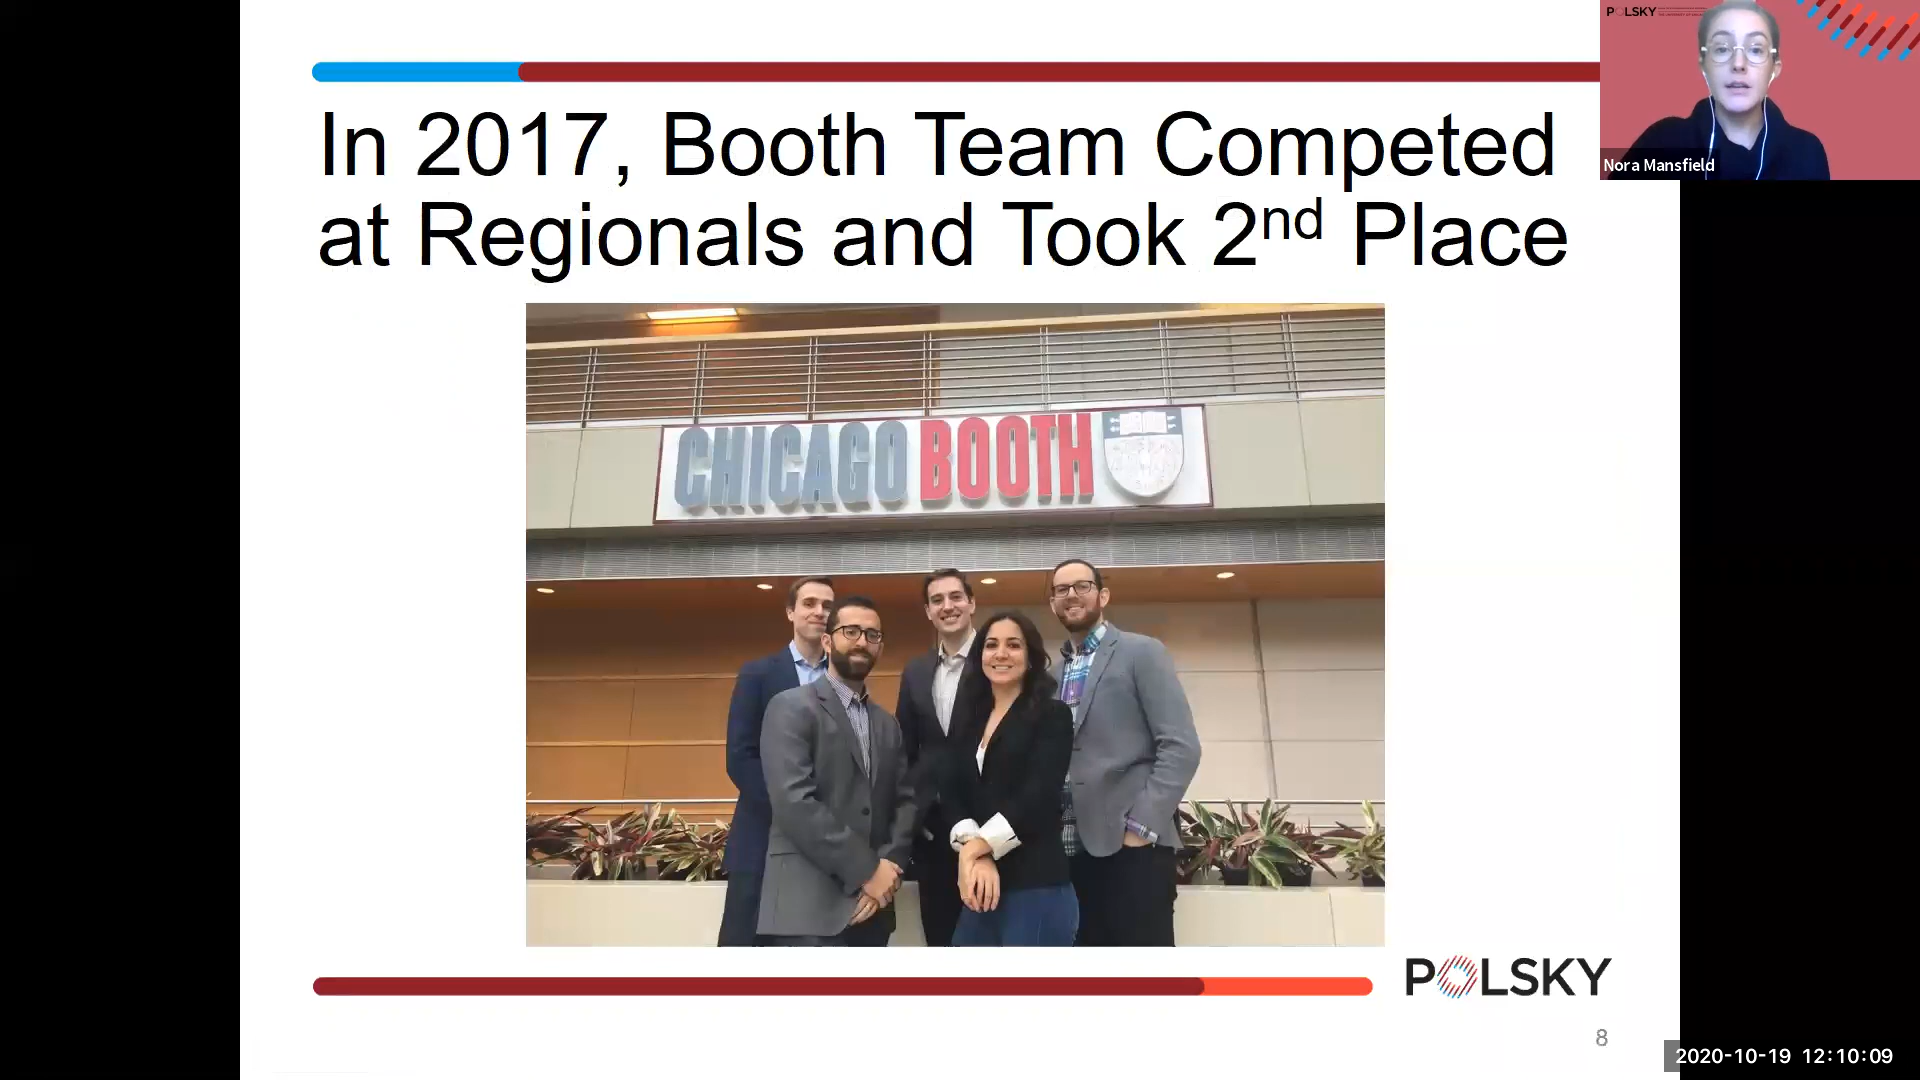 POLSKY
In 2017, Booth Team Competed
at Regionals and Took 2nd Place
Nora Mansfield
CHICAGO BOOTH
POLSKY
8
2020-10-19 12:10:09